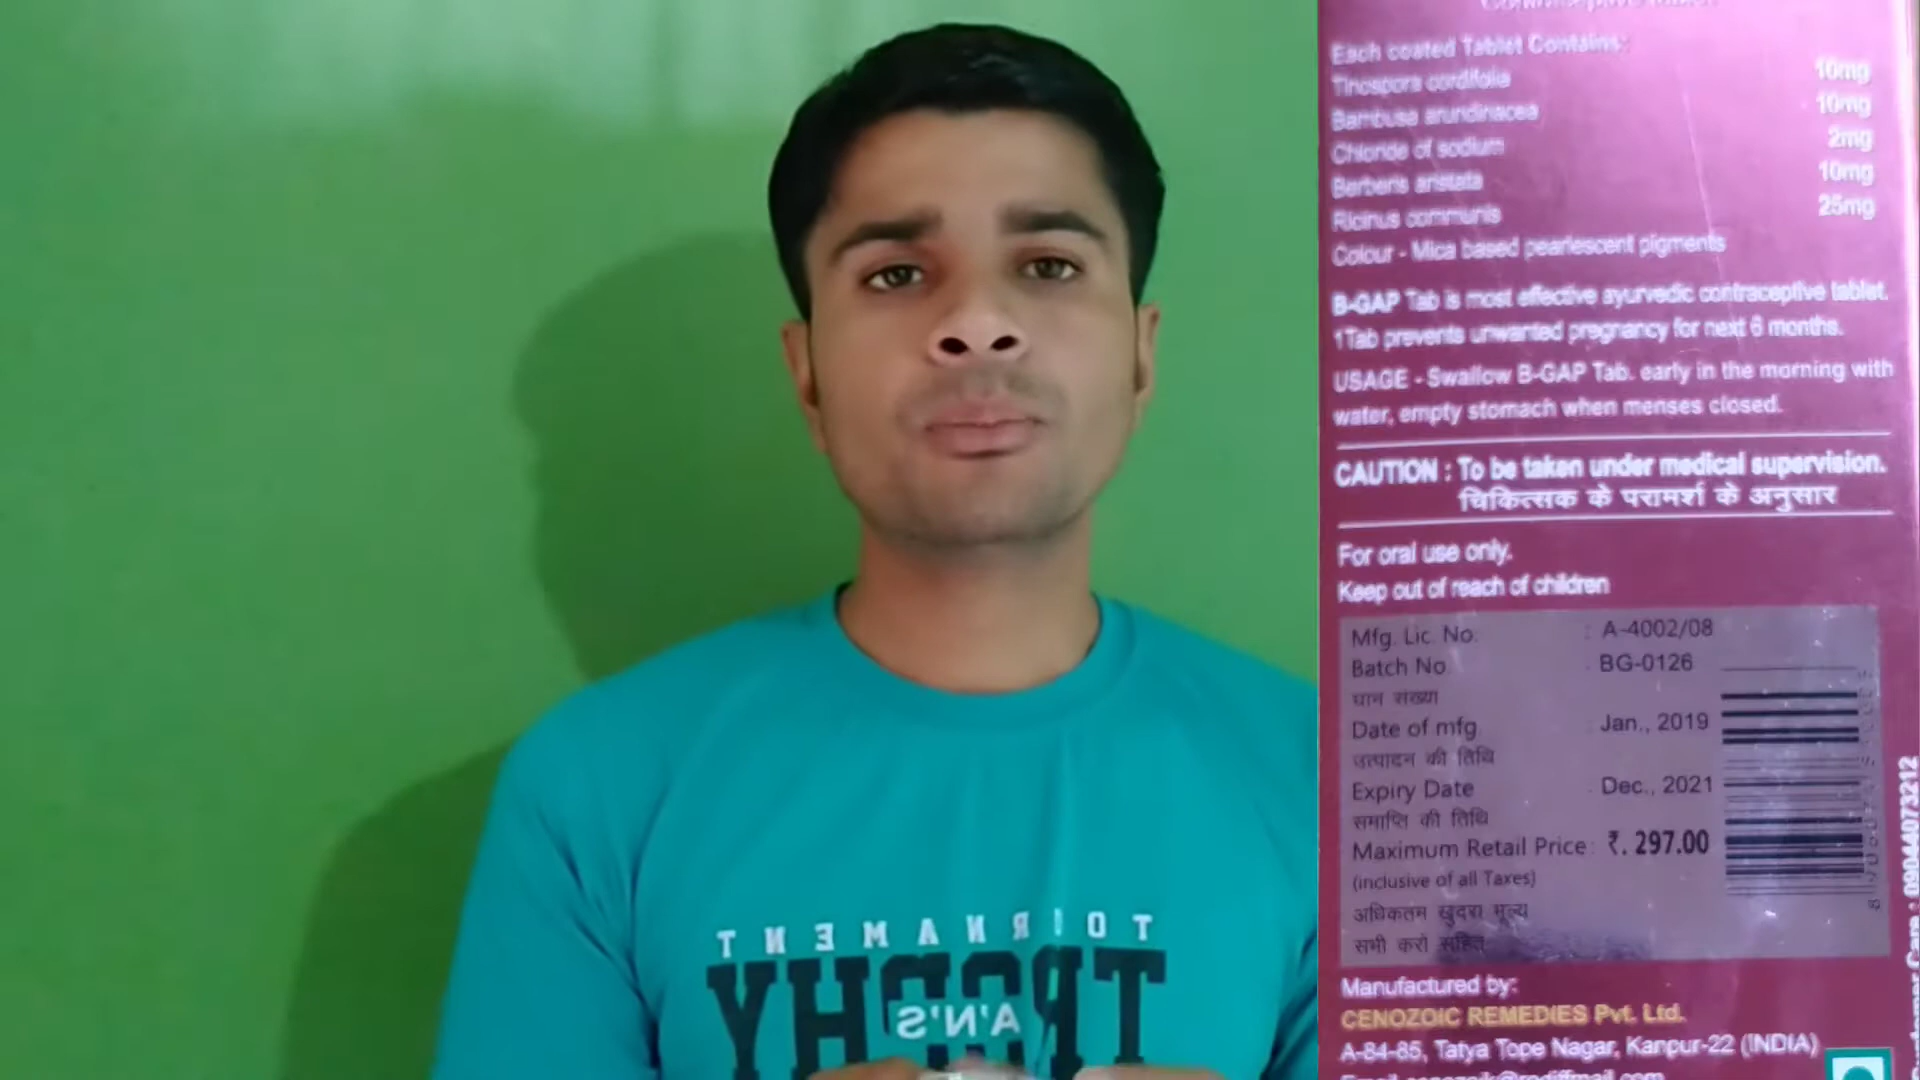 TOURNAMENT
TROPHY
A'N'S
Each coated Tablet Contains:
Tinospora cordifolia 10mg
Bambusa arundinacea 10mg
Chloride of sodium 2mg
Berberis aristata 10mg
Ricinus communis 25mg
Colour - Mica based pearlescent pigments
B-GAP Tab is most effective ayurvedic contraceptive tablet.
1Tab prevents unwanted pregnancy for next 6 months.
USAGE - Swallow B-GAP Tab. early in the morning with
water, empty stomach when menses closed.
CAUTION : To be taken under medical supervision.
चिकित्सक के परामर्श के अनुसार
For oral use only.
Keep out of reach of children
Mfg. Lic. No. : A-4002/08
Batch No : BG-0126
घान संख्या
Date of mfg Jan., 2019
उत्पादन की तिथि
Expiry Date : Dec., 2021
समाप्ति की तिथि
Maximum Retail Price : ₹. 297.00
(inclusive of all Taxes)
अधिकतम खुदरा मूल्य
सभी करों सहित
Manufactured by:
CENOZOIC REMEDIES Pvt. Ltd.
A-84-85, Tatya Tope Nagar, Kanpur-22 (INDIA)
Customer Care : 09044073212